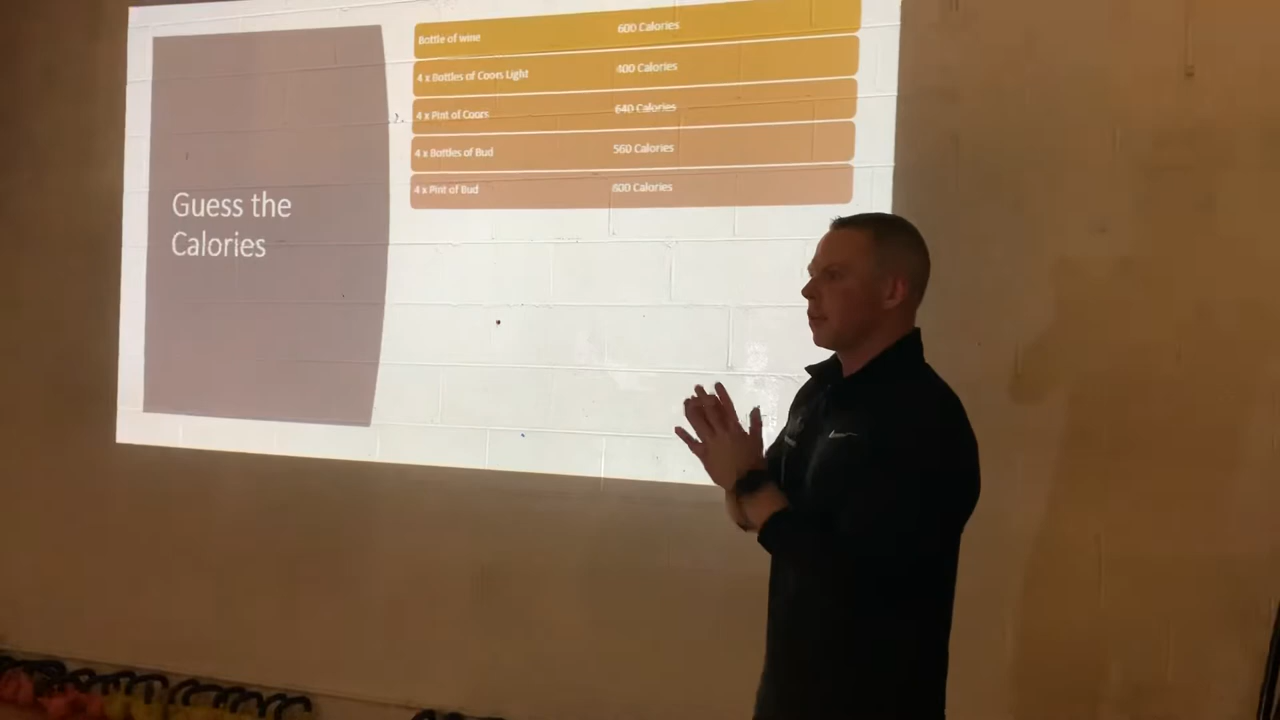 Guess the
Calories
Bottle of wine 600 Calories
4 x Bottles of Coors Light 400 Calories
4 x Pint of Coors 640 Calories
4 x Bottles of Bud 560 Calories
4 x Pint of Bud 800 Calories